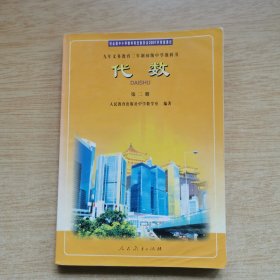 九年义务教育三年制初级中学教科书
代数
DAISHU
第二册
人民教育出版社中学数学室 编著
人民教育出版社